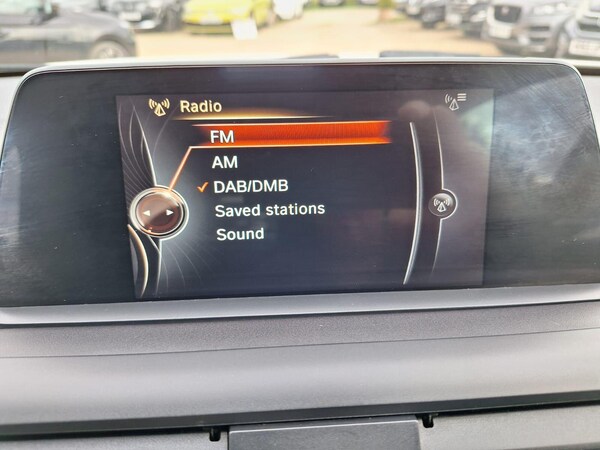 Radio
FM
AM
DAB/DMB
Saved stations
Sound